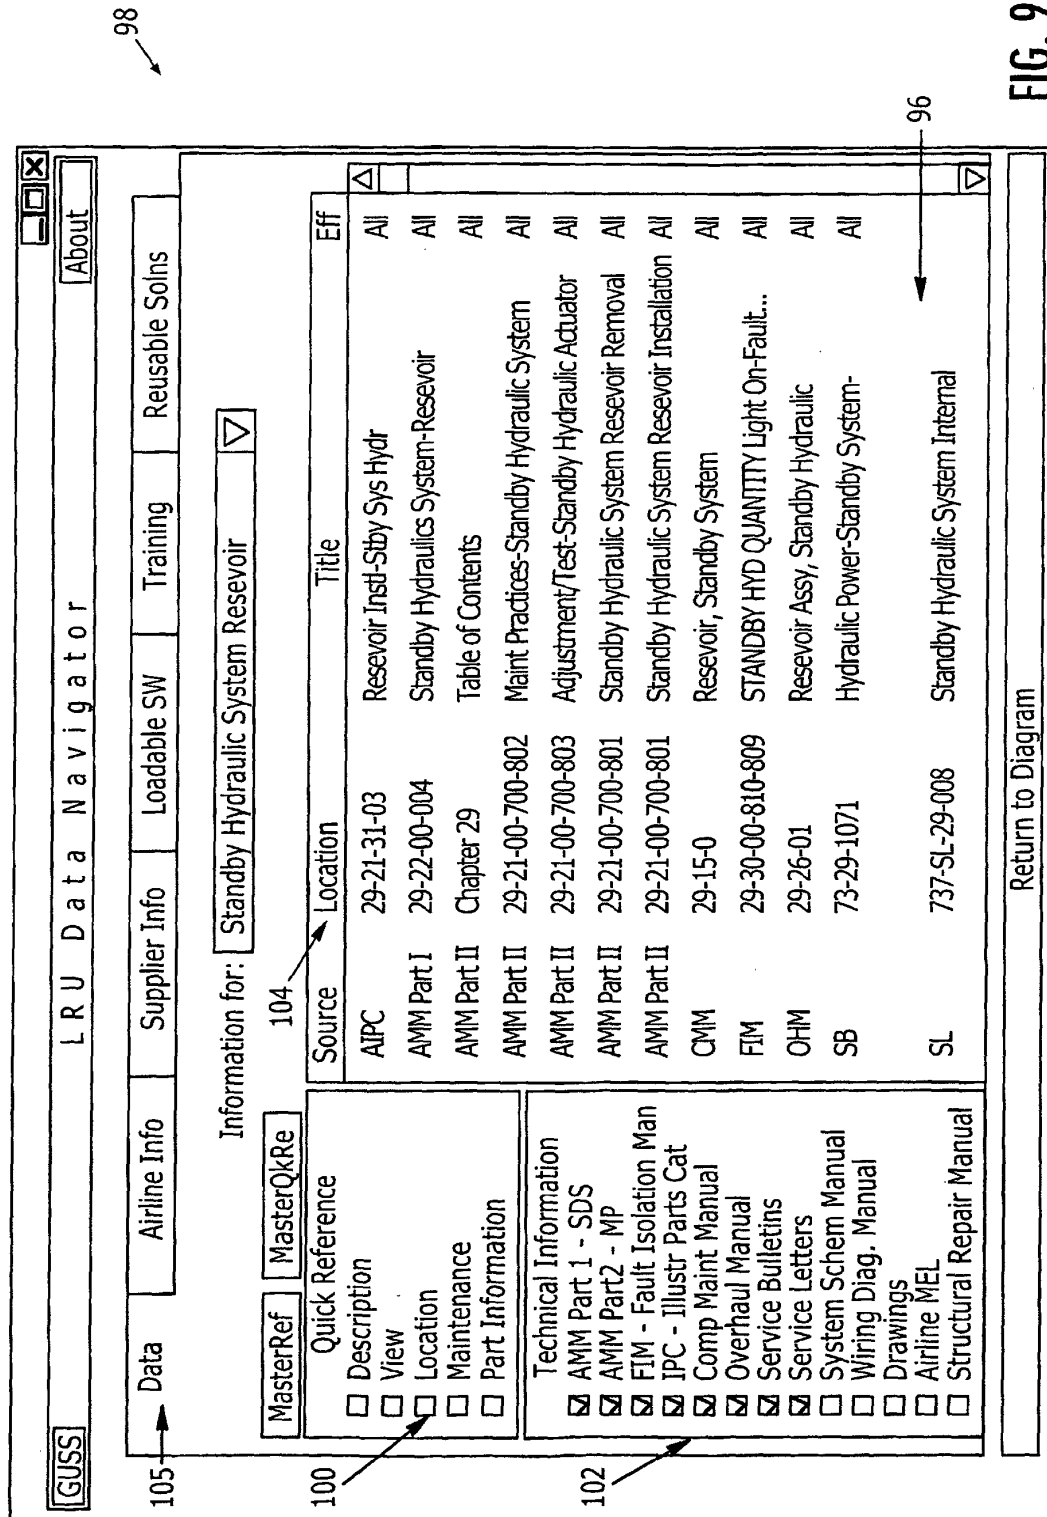 98
LRU Data Navigator
GUSS
About
105
Data
Airline Info
Supplier Info
Loadable SW
Training
Reusable Solns
Information for: Standby Hydraulic System Resevoir
MasterRef
MasterQkRe
104
100
Quick Reference
Description
View
Location
Maintenance
Part Information
102
Technical Information
AMM Part 1 - SDS
AMM Part2 - MP
FIM - Fault Isolation Man
IPC - Illustr Parts Cat
Comp Maint Manual
Overhaul Manual
Service Bulletins
Service Letters
System Schem Manual
Wiring Diag. Manual
Drawings
Airline MEL
Structural Repair Manual
Source Location Title Eff
AIPC 29-21-31-03 Resevoir Instl-Stby Sys Hydr All
AMM Part I 29-22-00-004 Standby Hydraulics System-Resevoir All
AMM Part II Chapter 29 Table of Contents All
AMM Part II 29-21-00-700-802 Maint Practices-Standby Hydraulic System All
AMM Part II 29-21-00-700-803 Adjustment/Test-Standby Hydraulic Actuator All
AMM Part II 29-21-00-700-801 Standby Hydraulic System Resevoir Removal All
AMM Part II 29-21-00-700-801 Standby Hydraulic System Resevoir Installation All
CMM 29-15-0 Resevoir, Standby System All
FIM 29-30-00-810-809 STANDBY HYD QUANTITY Light On-Fault... All
OHM 29-26-01 Resevoir Assy, Standby Hydraulic All
SB 73-29-1071 Hydraulic Power-Standby System- All
SL 737-SL-29-008 Standby Hydraulic System Internal
96
Return to Diagram
FIG. 9